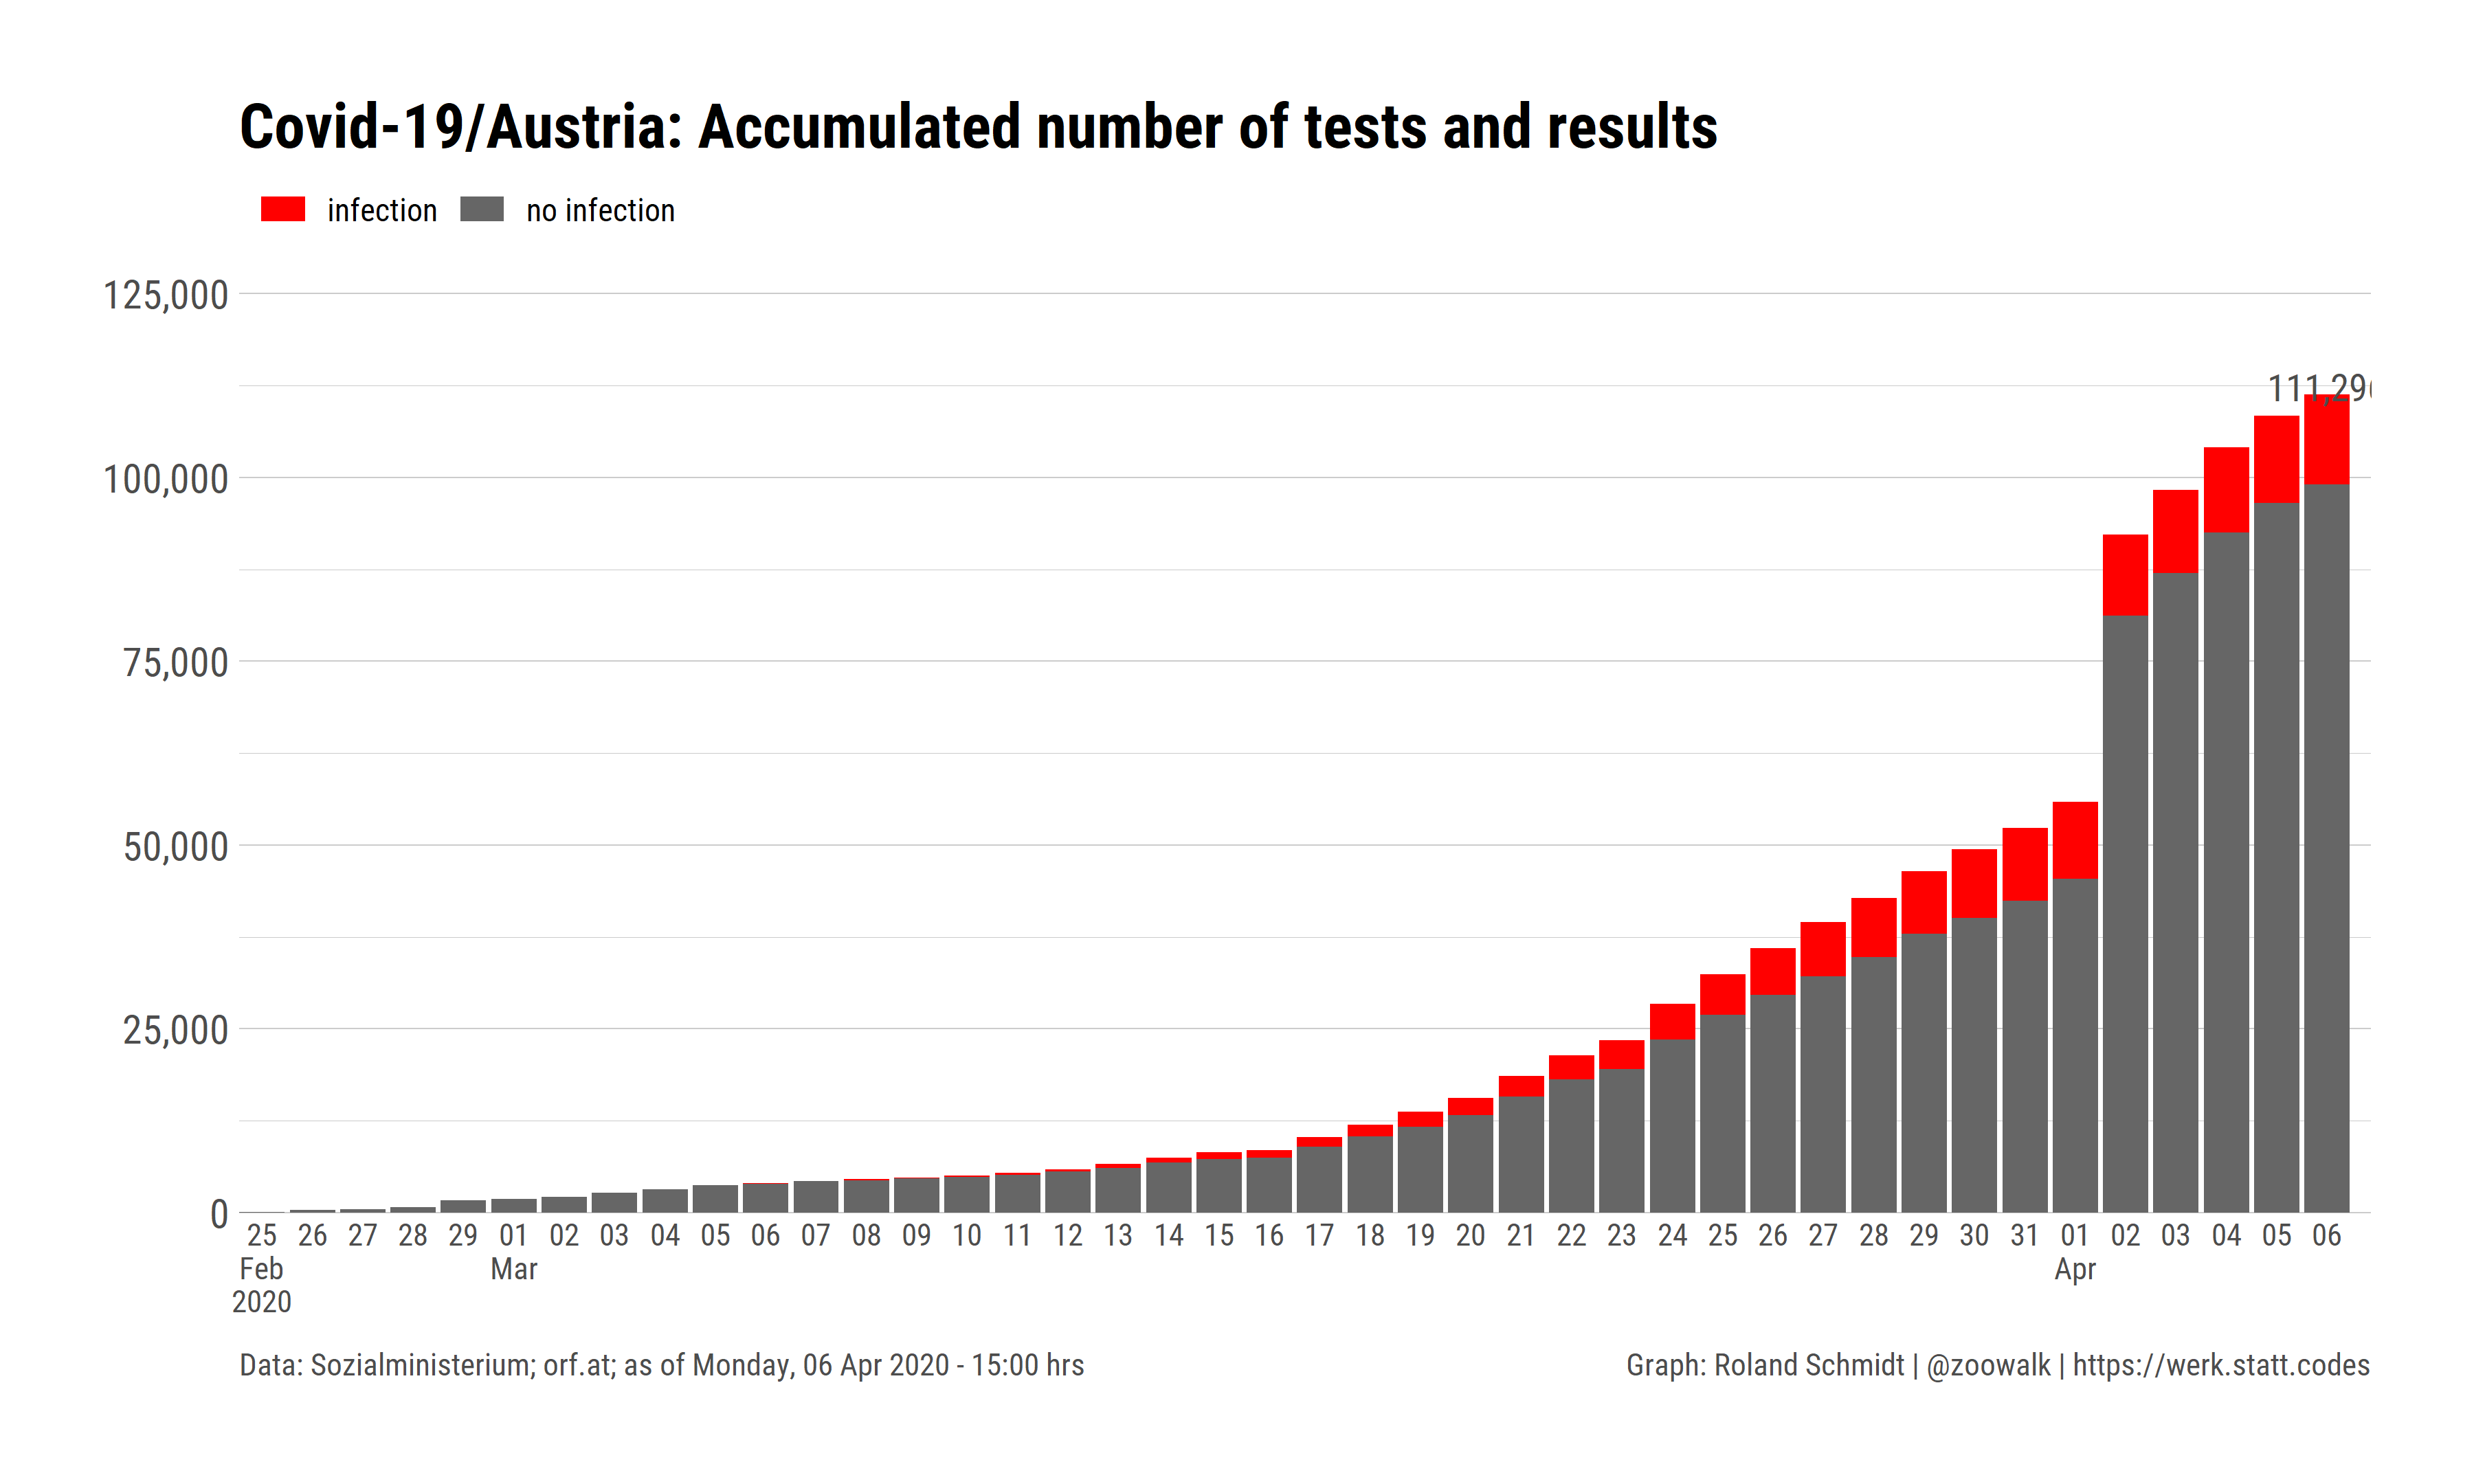 Covid-19/Austria: Accumulated number of tests and results
infection no infection
125,000
100,000
75,000
50,000
25,000
0
25 26 27 28 29 01 02 03 04 05 06 07 08 09 10 11 12 13 14 15 16 17 18 19 20 21 22 23 24 25 26 27 28 29 30 31 01 02 03 04 05 06
Feb Mar Apr
2020
Data: Sozialministerium; orf.at; as of Monday, 06 Apr 2020 - 15:00 hrs
Graph: Roland Schmidt | @zoowalk | https://werk.statt.codes